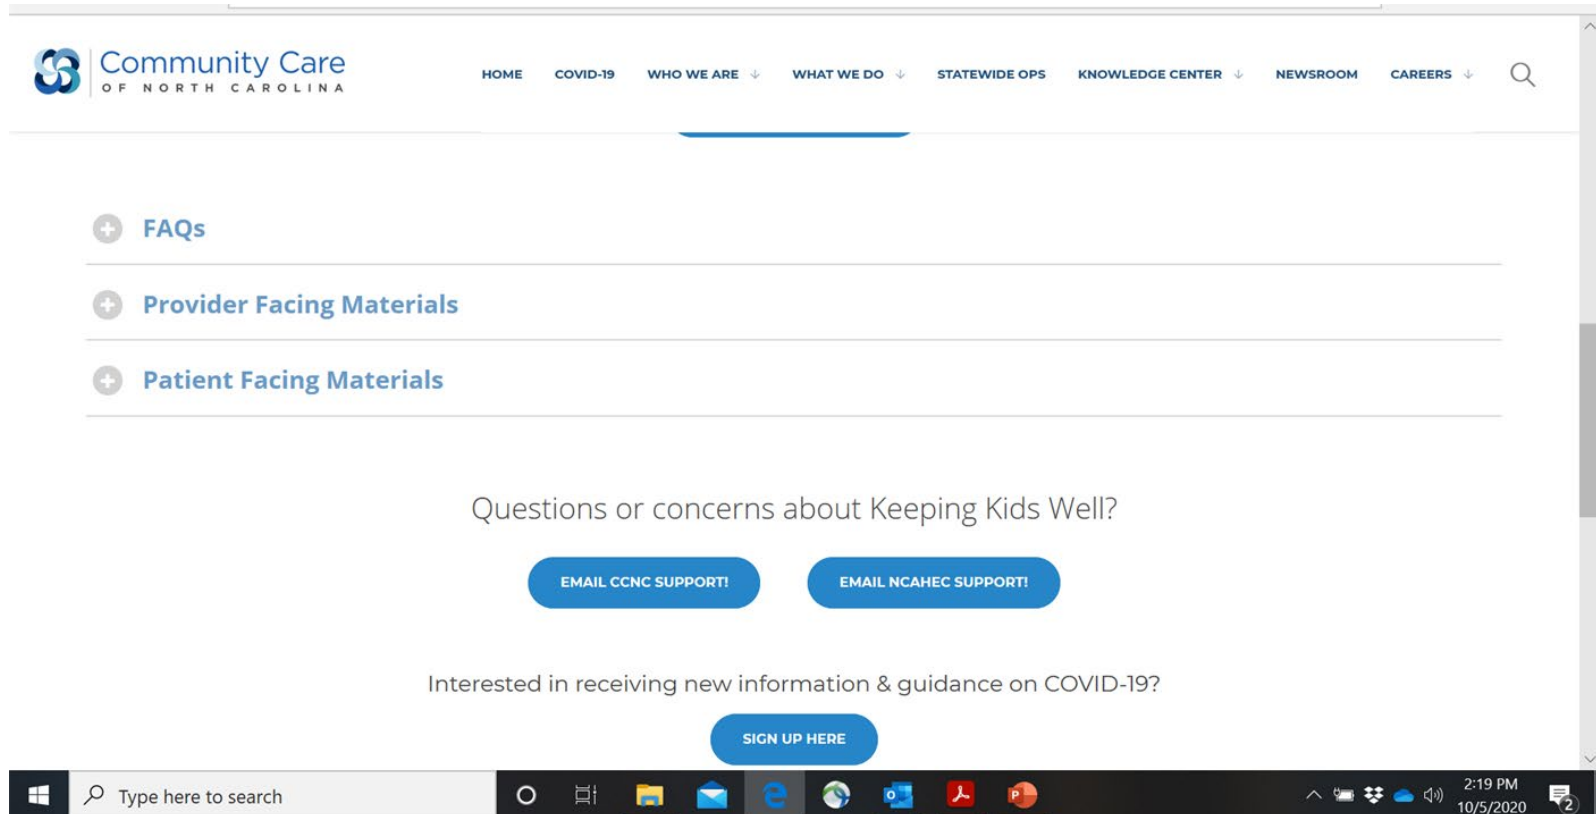 Community Care
OF NORTH CAROLINA
HOME COVID-19 WHO WE ARE WHAT WE DO STATEWIDE OPS KNOWLEDGE CENTER NEWSROOM CAREERS
FAQs
Provider Facing Materials
Patient Facing Materials
Questions or concerns about Keeping Kids Well?
EMAIL CCNC SUPPORT! EMAIL NCAHEC SUPPORT!
Interested in receiving new information & guidance on COVID-19?
SIGN UP HERE
Type here to search
2:19 PM
10/5/2020
2